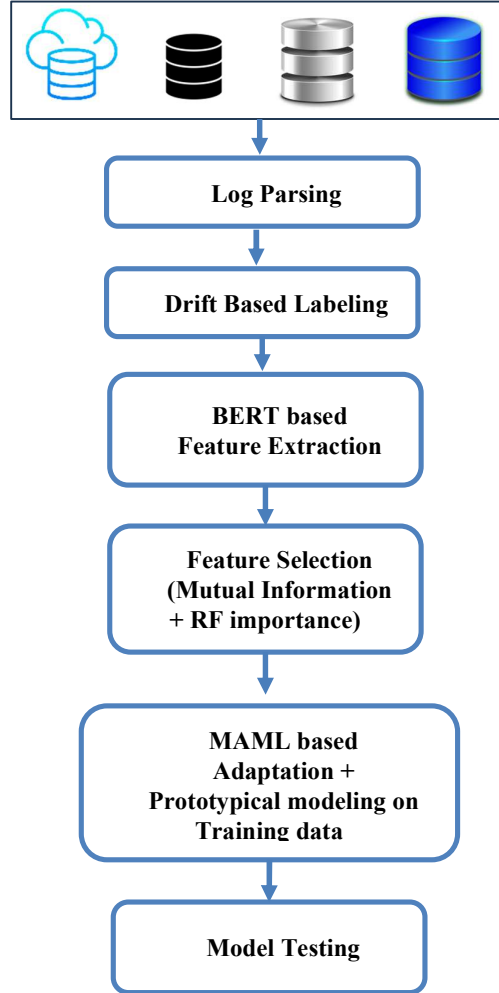 Log Parsing
Drift Based Labeling
BERT based
Feature Extraction
Feature Selection
(Mutual Information
+ RF importance)
MAML based
Adaptation +
Prototypical modeling on
Training data
Model Testing